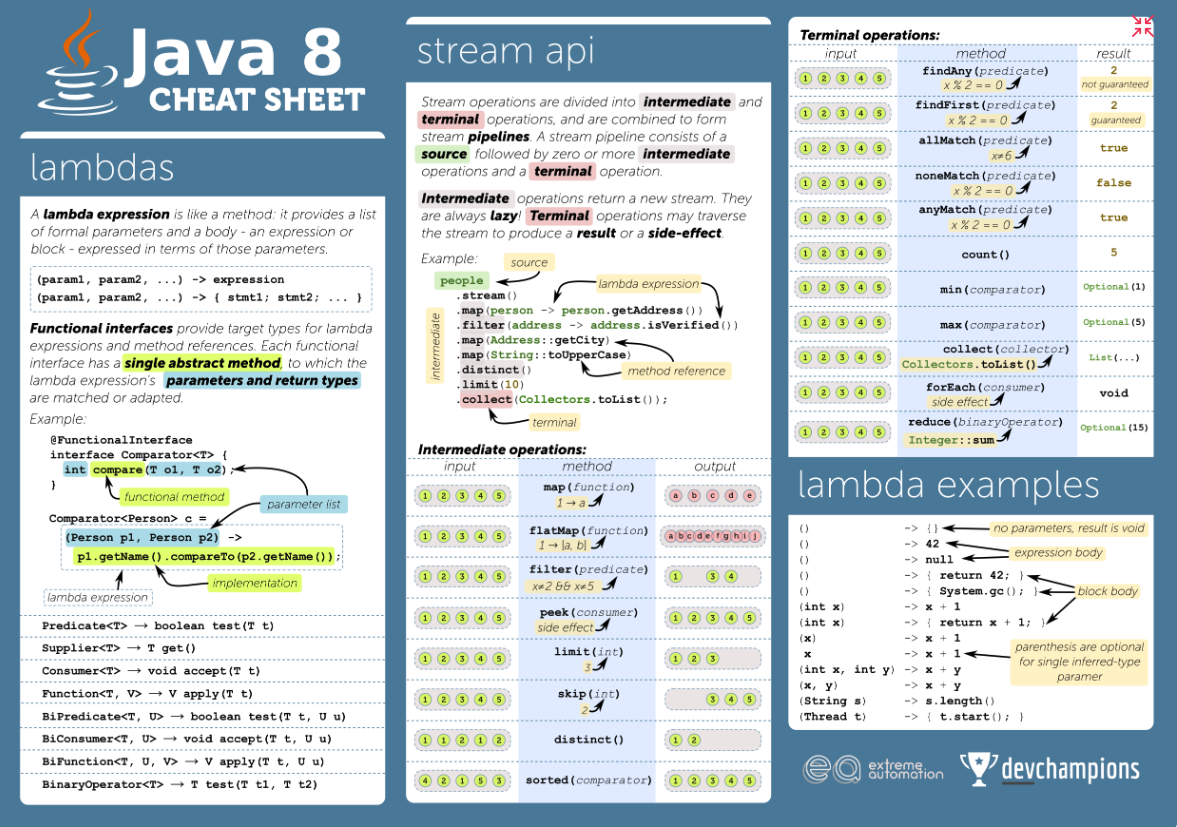 Java 8
CHEAT SHEET
lambdas
A lambda expression is like a method: it provides a list
of formal parameters and a body - an expression or
block - expressed in terms of those parameters.
(param1, param2, ...) -> expression
(param1, param2, ...) -> { stmt1; stmt2; ... }
Functional interfaces provide target types for lambda
expressions and method references. Each functional
interface has a single abstract method, to which the
lambda expression's parameters and return types
are matched or adapted.
Example:
@FunctionalInterface
interface Comparator<T> {
int compare(T o1, T o2);
}
functional method
parameter list
Comparator<Person> c =
(Person p1, Person p2) ->
p1.getName().compareTo(p2.getName());
implementation
lambda expression
Predicate<T> → boolean test(T t)
Supplier<T> → T get()
Consumer<T> → void accept(T t)
Function<T, V> → V apply(T t)
BiPredicate<T, U> → boolean test(T t, U u)
BiConsumer<T, U> → void accept(T t, U u)
BiFunction<T, U, V> → V apply(T t, U u)
BinaryOperator<T> → T test(T t1, T t2)
stream api
Stream operations are divided into intermediate and
terminal operations, and are combined to form
stream pipelines. A stream pipeline consists of a
source followed by zero or more intermediate
operations and a terminal operation.
Intermediate operations return a new stream. They
are always lazy! Terminal operations may traverse
the stream to produce a result or a side-effect.
Example:
source
people
lambda expression
.stream()
.map(person -> person.getAddress())
.filter(address -> address.isVerified())
.map(Address::getCity)
.map(String::toUpperCase)
.distinct()
.limit(10)
.collect(Collectors.toList());
intermediate
method reference
terminal
Intermediate operations:
input method output
1 2 3 4 5 map(function) a b c d e
1 → a
1 2 3 4 5 flatMap(function) a b c d e f g h i j
1 → |a, b|
1 2 3 4 5 filter(predicate) 1 3 4
x≠2 && x≠5
1 2 3 4 5 peek(consumer) 1 2 3 4 5
side effect
1 2 3 4 5 limit(int) 1 2 3
3
1 2 3 4 5 skip(int) 3 4 5
2
1 1 2 1 2 distinct() 1 2
4 2 1 5 3 sorted(comparator) 1 2 3 4 5
Terminal operations:
input method result
1 2 3 4 5 findAny(predicate) 2
x % 2 == 0 not guaranteed
1 2 3 4 5 findFirst(predicate) 2
x % 2 == 0 guaranteed
1 2 3 4 5 allMatch(predicate) true
x≠6
1 2 3 4 5 noneMatch(predicate) false
x % 2 == 0
1 2 3 4 5 anyMatch(predicate) true
x % 2 == 0
1 2 3 4 5 count() 5
1 2 3 4 5 min(comparator) Optional(1)
1 2 3 4 5 max(comparator) Optional(5)
1 2 3 4 5 collect(collector) List(...)
Collectors.toList()
1 2 3 4 5 forEach(consumer) void
side effect
1 2 3 4 5 reduce(binaryOperator) Optional(15)
Integer::sum
lambda examples
() -> {} no parameters, result is void
() -> 42
() -> null expression body
() -> { return 42; }
() -> { System.gc(); } block body
(int x) -> x + 1
(int x) -> { return x + 1; }
(x) -> x + 1
x -> x + 1
parenthesis are optional
for single inferred-type
paramer
(int x, int y) -> x + y
(x, y) -> x + y
(String s) -> s.length()
(Thread t) -> { t.start(); }
ea extreme
automation
devchampions